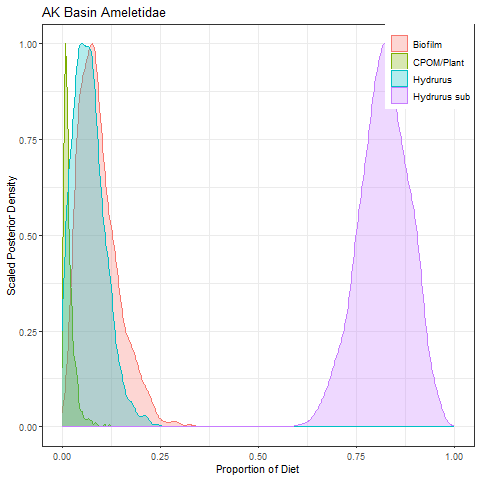 AK Basin Ameletidae
Biofilm
CPOM/Plant
Hydrurus
Hydrurus sub
Scaled Posterior Density
1.00
0.75
0.50
0.25
0.00
0.00 0.25 0.50 0.75 1.00
Proportion of Diet